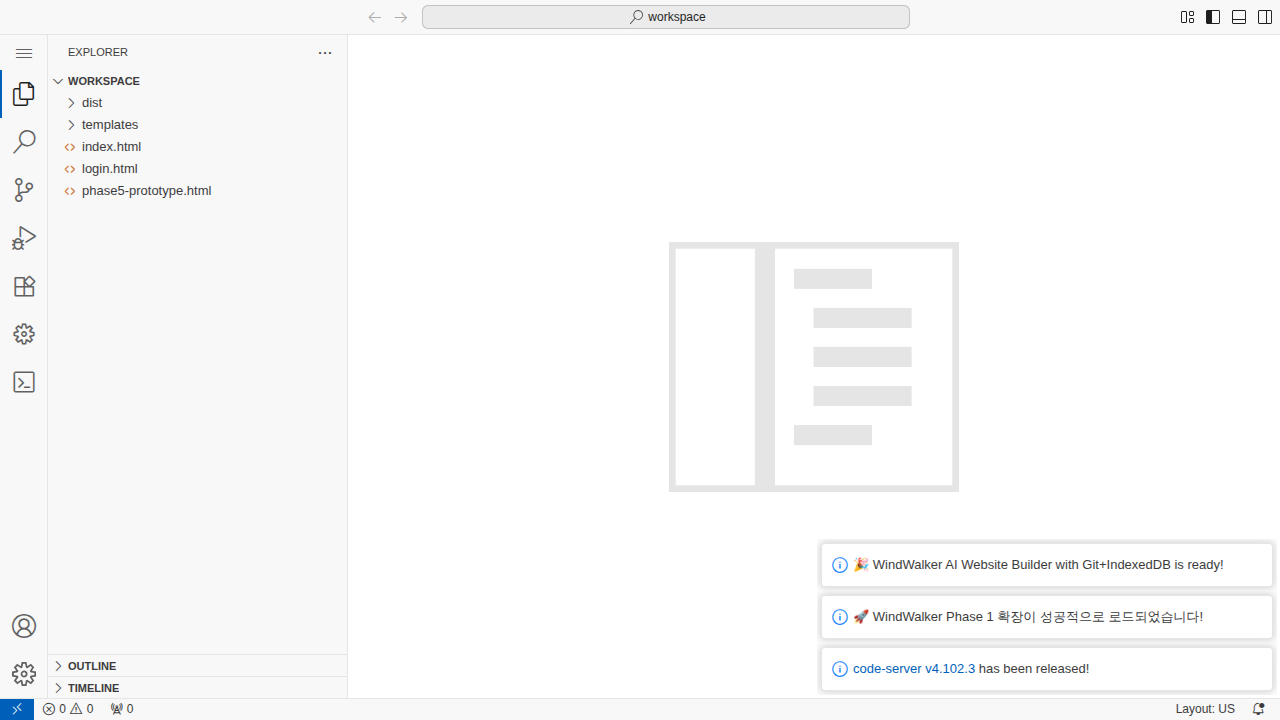 workspace
EXPLORER
WORKSPACE
dist
templates
index.html
login.html
phase5-prototype.html
🎉 WindWalker AI Website Builder with Git+IndexedDB is ready!
🚀 WindWalker Phase 1 확장이 성공적으로 로드되었습니다!
code-server v4.102.3 has been released!
OUTLINE
TIMELINE
0 0 0 Layout: US